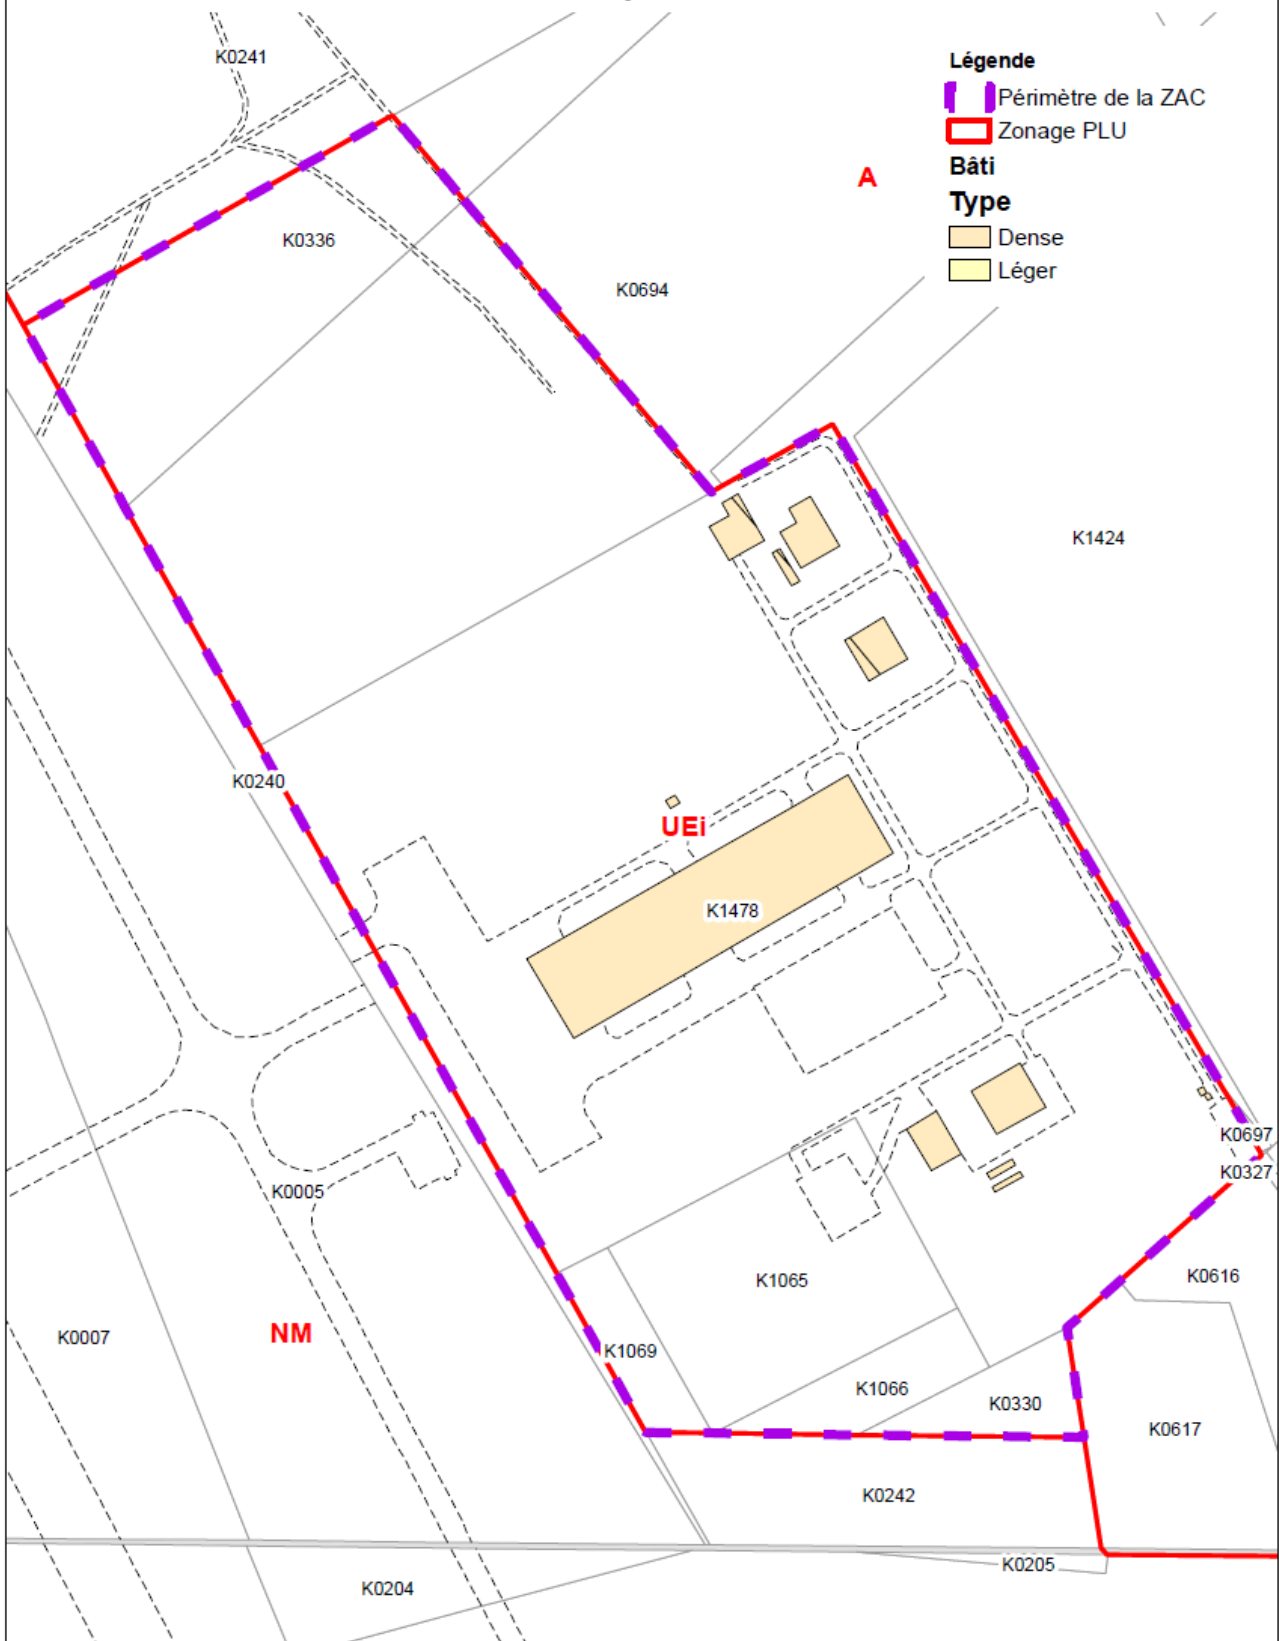 K0241
Légende
Périmètre de la ZAC
Zonage PLU
Bâti
Type
Dense
Léger
A
K0336
K0694
K1424
K0240
UEi
K1478
K0697
K0327
K0005
K1065
K0616
NM
K0007
K1069
K1066
K0330
K0617
K0242
K0205
K0204